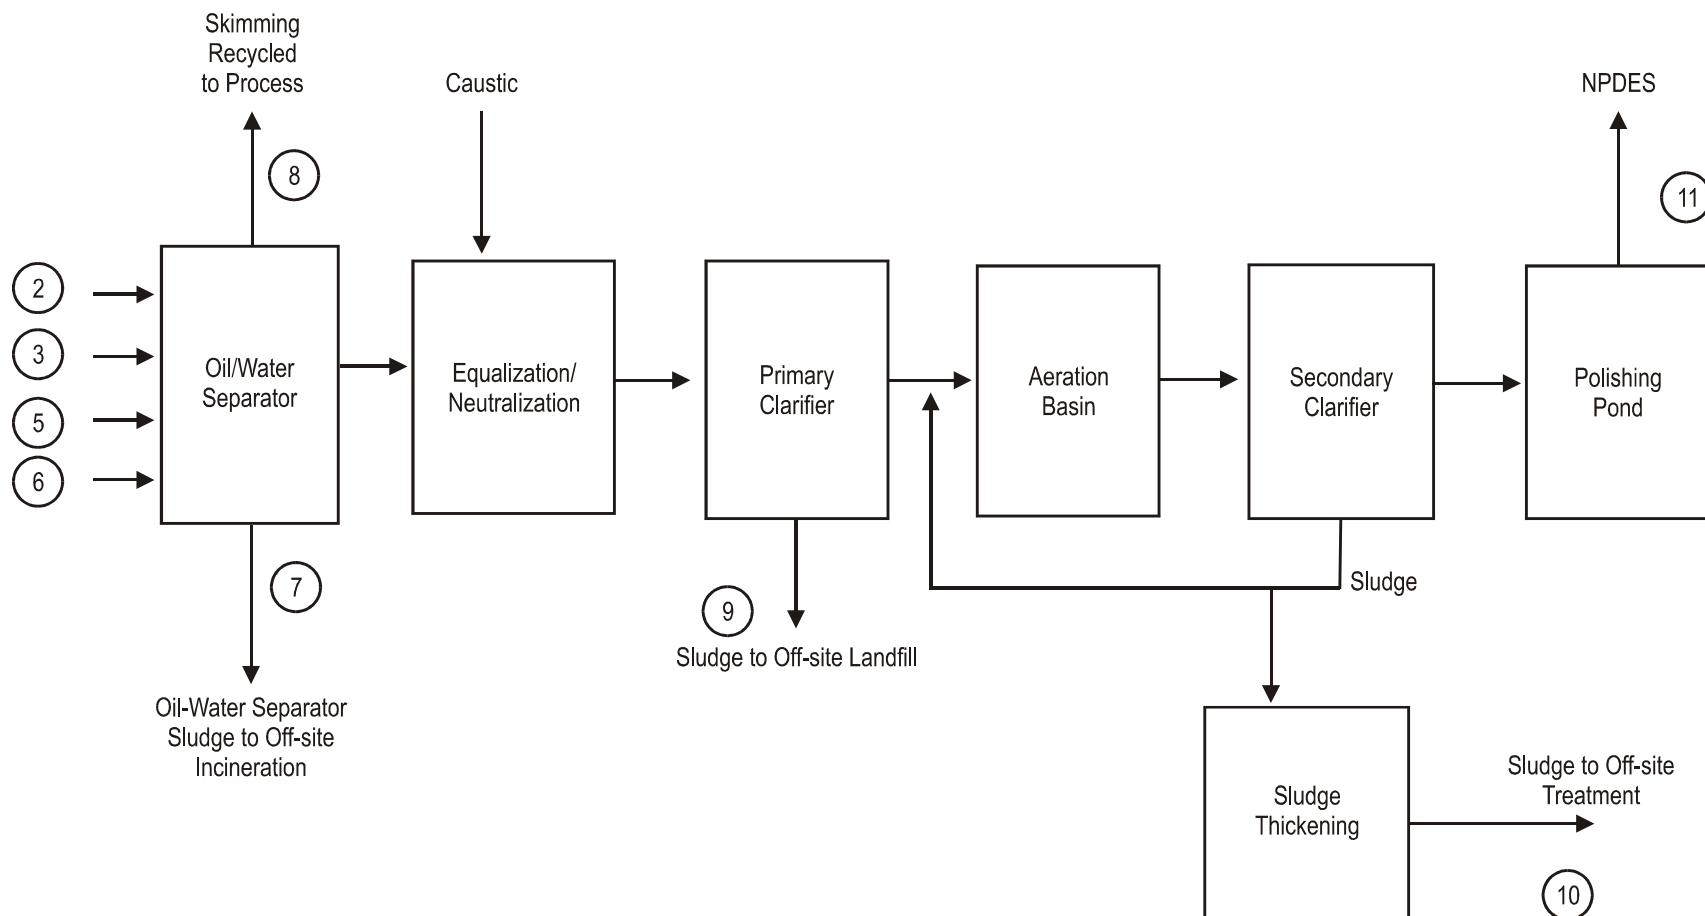 Skimming
Recycled
to Process
Caustic
NPDES
8
11
2
3
5
6
Oil/Water
Separator
Equalization/
Neutralization
Primary
Clarifier
Aeration
Basin
Secondary
Clarifier
Polishing
Pond
7
9
Sludge
Sludge to Off-site Landfill
Oil-Water Separator
Sludge to Off-site
Incineration
Sludge
Thickening
Sludge to Off-site
Treatment
10